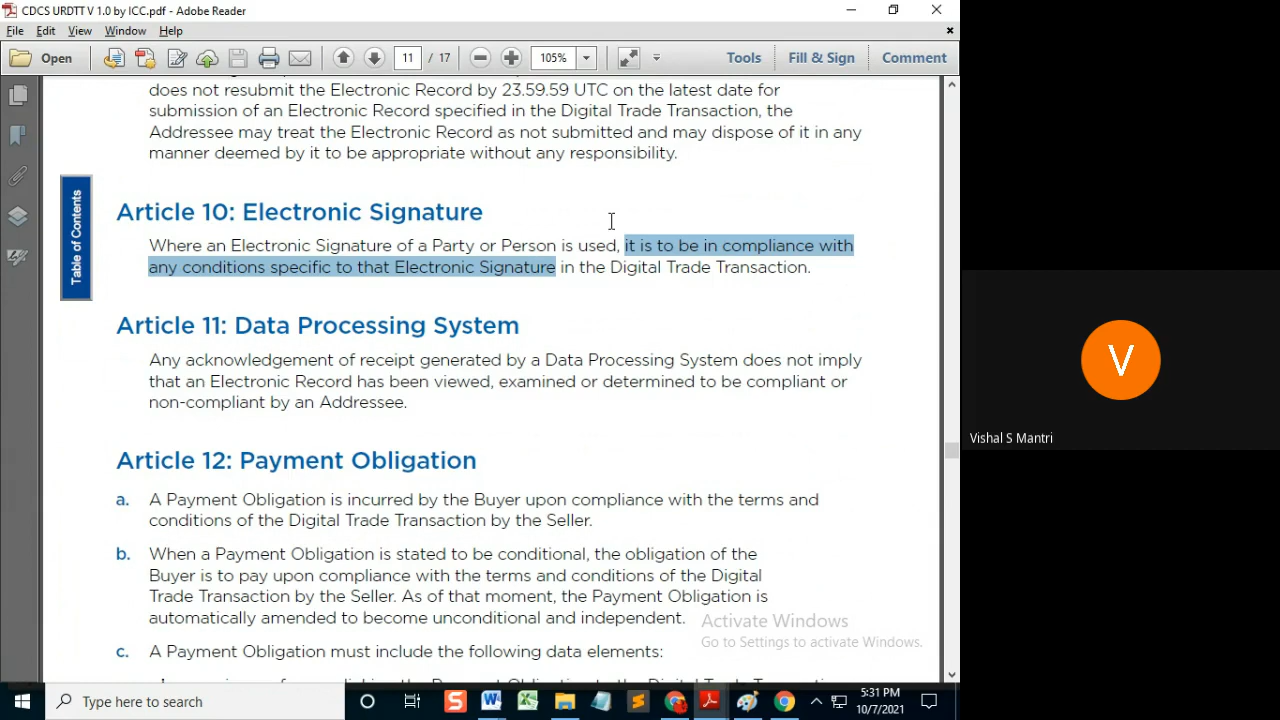 CDCS URDTT V 1.0 by ICC.pdf - Adobe Reader
File Edit View Window Help
Open 11 / 17 105% Tools Fill & Sign Comment
does not resubmit the Electronic Record by 23.59.59 UTC on the latest date for
submission of an Electronic Record specified in the Digital Trade Transaction, the
Addressee may treat the Electronic Record as not submitted and may dispose of it in any
manner deemed by it to be appropriate without any responsibility.
Table of Contents
Article 10: Electronic Signature
Where an Electronic Signature of a Party or Person is used, it is to be in compliance with
any conditions specific to that Electronic Signature in the Digital Trade Transaction.
Article 11: Data Processing System
Any acknowledgement of receipt generated by a Data Processing System does not imply
that an Electronic Record has been viewed, examined or determined to be compliant or
non-compliant by an Addressee.
Article 12: Payment Obligation
a. A Payment Obligation is incurred by the Buyer upon compliance with the terms and
conditions of the Digital Trade Transaction by the Seller.
b. When a Payment Obligation is stated to be conditional, the obligation of the
Buyer is to pay upon compliance with the terms and conditions of the Digital
Trade Transaction by the Seller. As of that moment, the Payment Obligation is
automatically amended to become unconditional and independent.
c. A Payment Obligation must include the following data elements:
Activate Windows
Go to Settings to activate Windows.
V
Vishal S Mantri
Type here to search
5:31 PM
10/7/2021